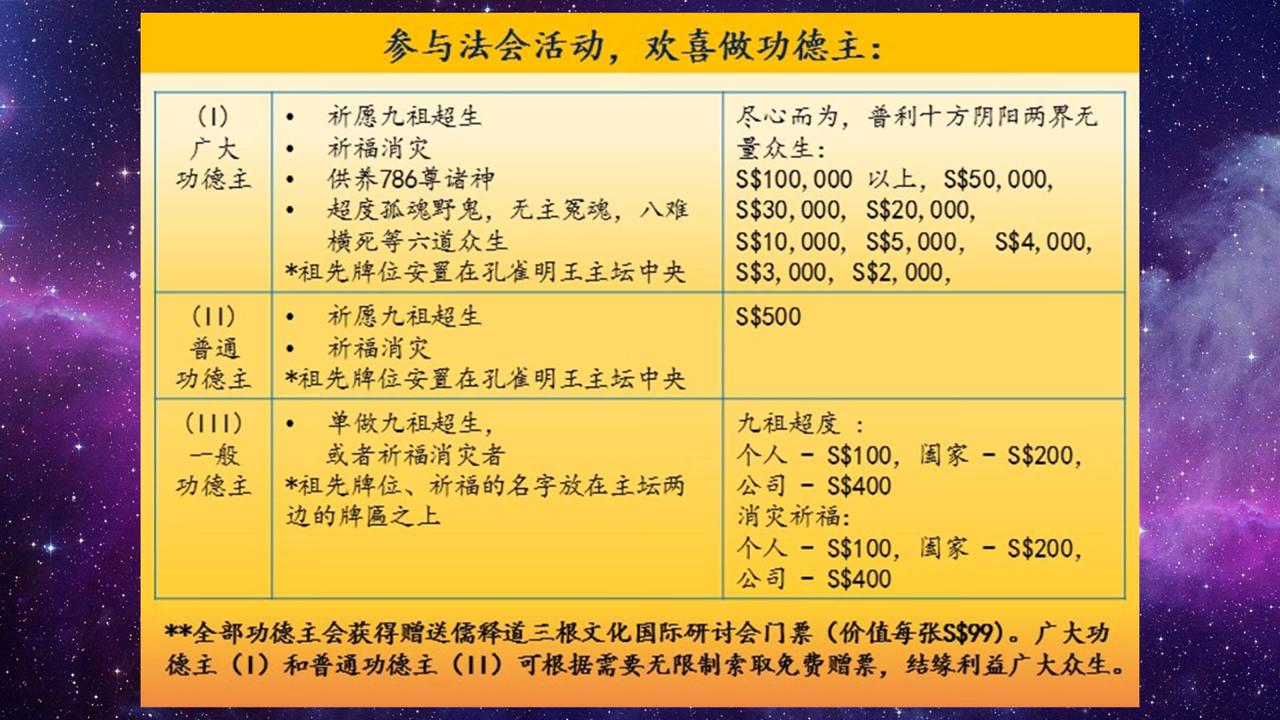 参与法会活动，欢喜做功德主：
（I）
广大
功德主
• 祈愿九祖超生
• 祈福消灾
• 供养786尊诸神
• 超度孤魂野鬼，无主冤魂，八难
横死等六道众生
*祖先牌位安置在孔雀明王主坛中央
尽心而为，普利十方阴阳两界无
量众生：
S$100,000 以上，S$50,000，
S$30,000，S$20,000，
S$10,000，S$5,000， S$4,000，
S$3,000，S$2,000，
（II）
普通
功德主
• 祈愿九祖超生
• 祈福消灾
*祖先牌位安置在孔雀明王主坛中央
S$500
（III）
一般
功德主
• 单做九祖超生，
或者祈福消灾者
*祖先牌位、祈福的名字放在主坛两
边的牌匾之上
九祖超度 ：
个人 – S$100，阖家 – S$200，
公司 – S$400
消灾祈福：
个人 – S$100，阖家 – S$200，
公司 – S$400
**全部功德主会获得赠送儒释道三根文化国际研讨会门票（价值每张S$99）。广大功
德主（I）和普通功德主（II）可根据需要无限制索取免费赠票，结缘利益广大众生。